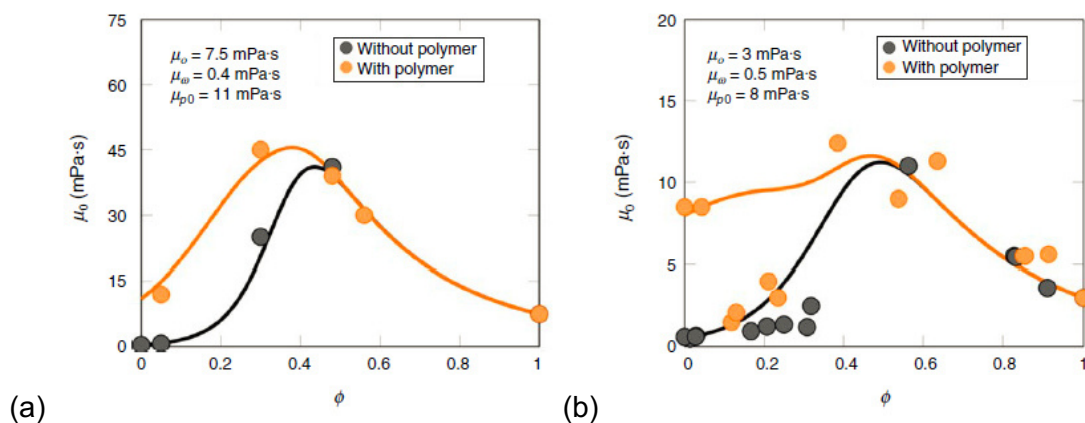 75
60
45
30
15
0
μ₀ (mPa·s)
μₒ = 7.5 mPa·s
μω = 0.4 mPa·s
μₚ₀ = 11 mPa·s
Without polymer
With polymer
0 0.2 0.4 0.6 0.8 1
ϕ
(a)
20
15
10
5
0
μ₀ (mPa·s)
μₒ = 3 mPa·s
μω = 0.5 mPa·s
μₚ₀ = 8 mPa·s
Without polymer
With polymer
0 0.2 0.4 0.6 0.8 1
ϕ
(b)